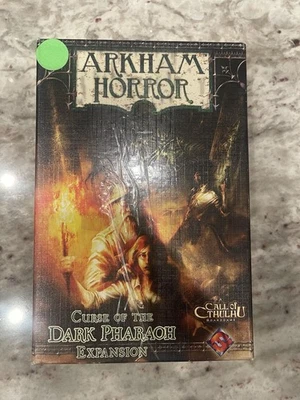 ARKHAM
HORROR
CURSE OF THE
DARK PHARAOH
EXPANSION
CALL of
CTHULHU